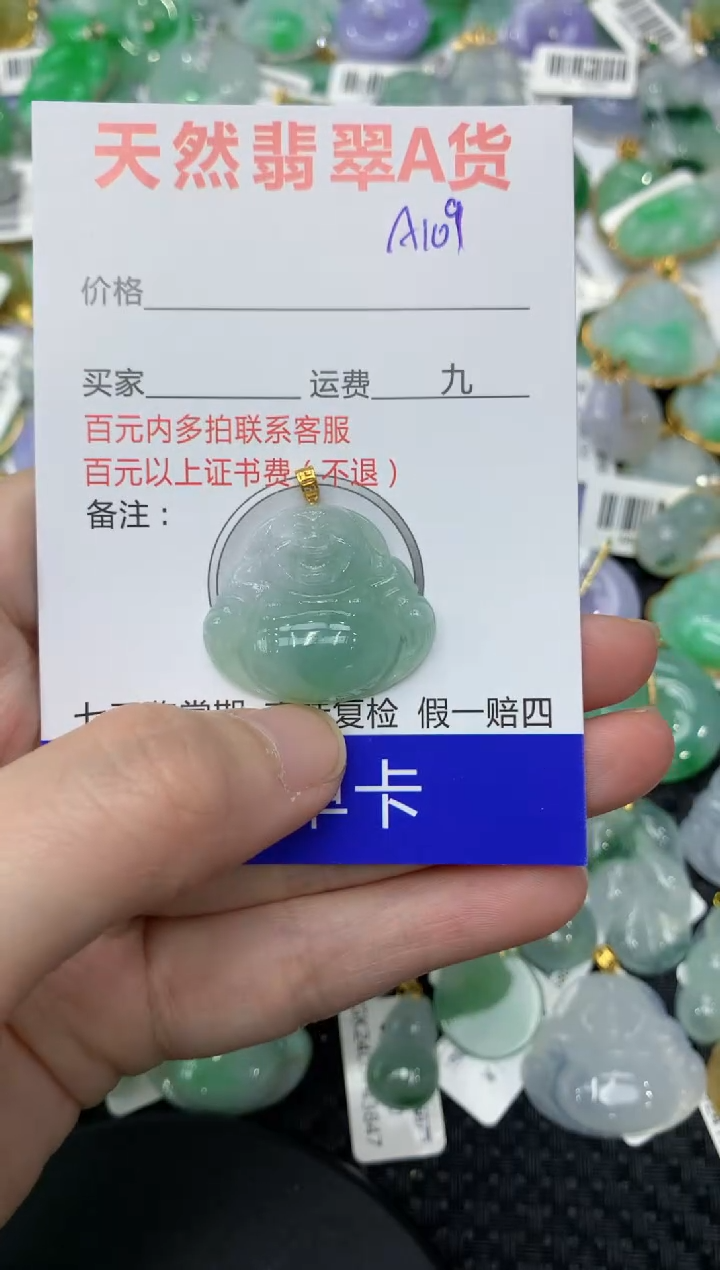 天然翡翠A货
A109
价格
买家 运费 九
百元内多拍联系客服
百元以上证书费（不退）
备注：
复检 假一赔四
卡